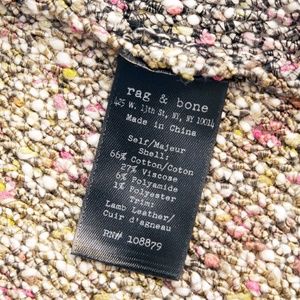 rag & bone
425 W. 13th St, NY, NY 10014
Made in China
Self/Majeur
Shell:
66% Cotton/Coton
27% Viscose
6% Polyamide
1% Polyester
Trim:
Lamb Leather/
Cuir d'agneau
RN# 108879